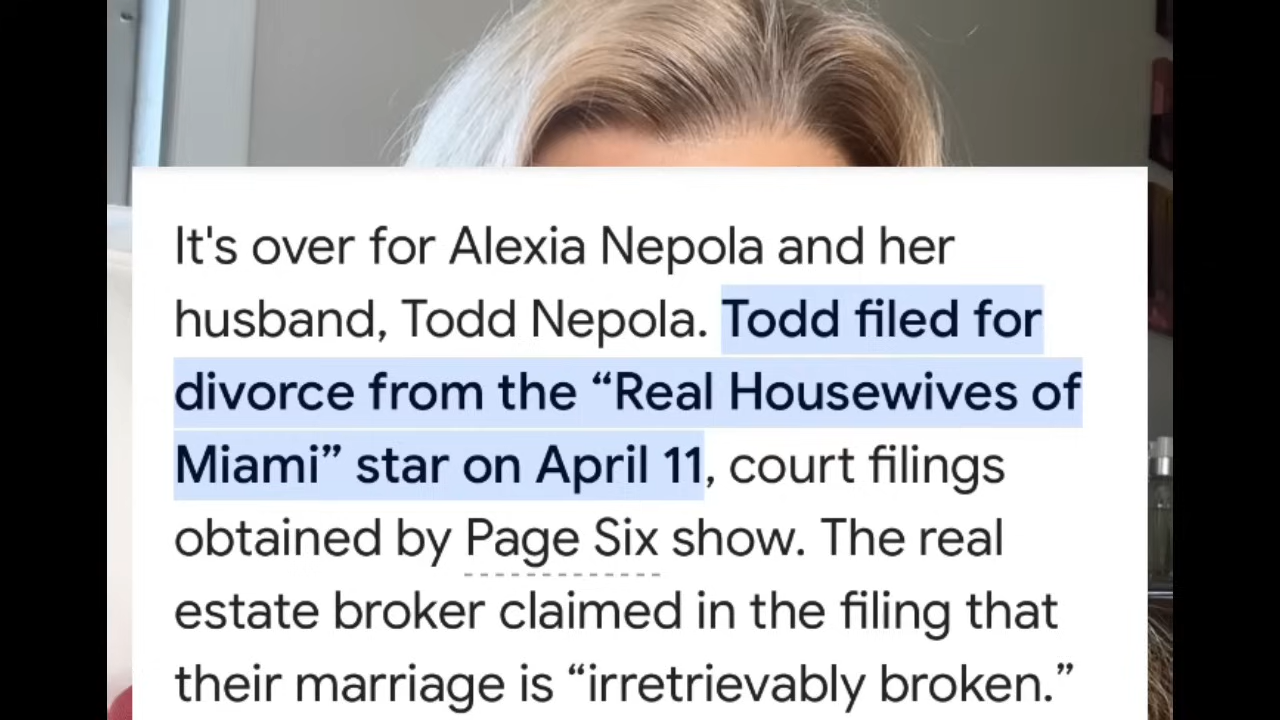 It's over for Alexia Nepola and her
husband, Todd Nepola. Todd filed for
divorce from the “Real Housewives of
Miami” star on April 11, court filings
obtained by Page Six show. The real
estate broker claimed in the filing that
their marriage is “irretrievably broken.”